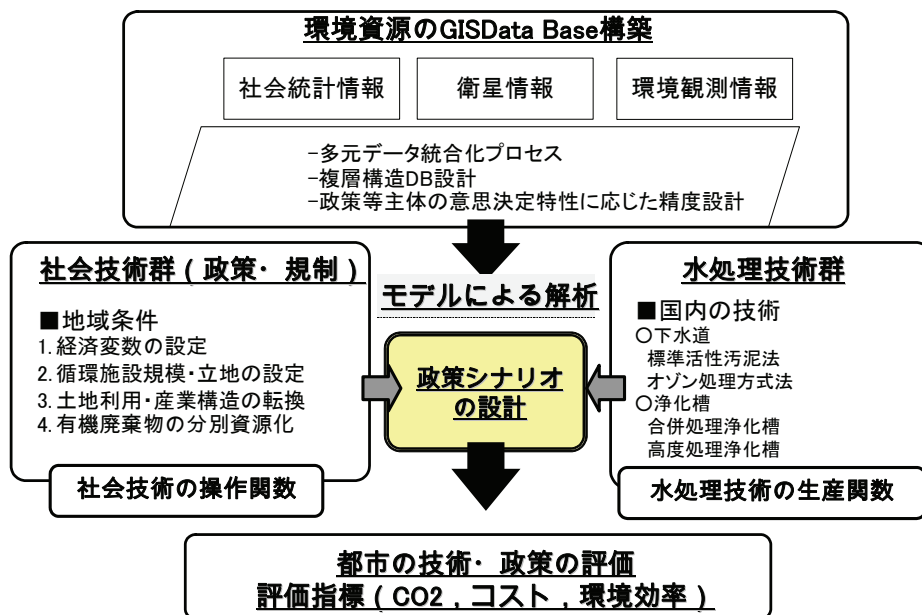 環境資源のGISData Base構築
社会統計情報
衛星情報
環境観測情報
-多元データ統合化プロセス
-複層構造DB設計
-政策等主体の意思決定特性に応じた精度設計
社会技術群(政策・規制)
■地域条件
1.経済変数の設定
2.循環施設規模・立地の設定
3.土地利用・産業構造の転換
4.有機廃棄物の分別資源化
社会技術の操作関数
モデルによる解析
政策シナリオ
の設計
水処理技術群
■国内の技術
○下水道
標準活性汚泥法
オゾン処理方式法
○浄化槽
合併処理浄化槽
高度処理浄化槽
水処理技術の生産関数
都市の技術・政策の評価
評価指標(CO2,コスト,環境効率)